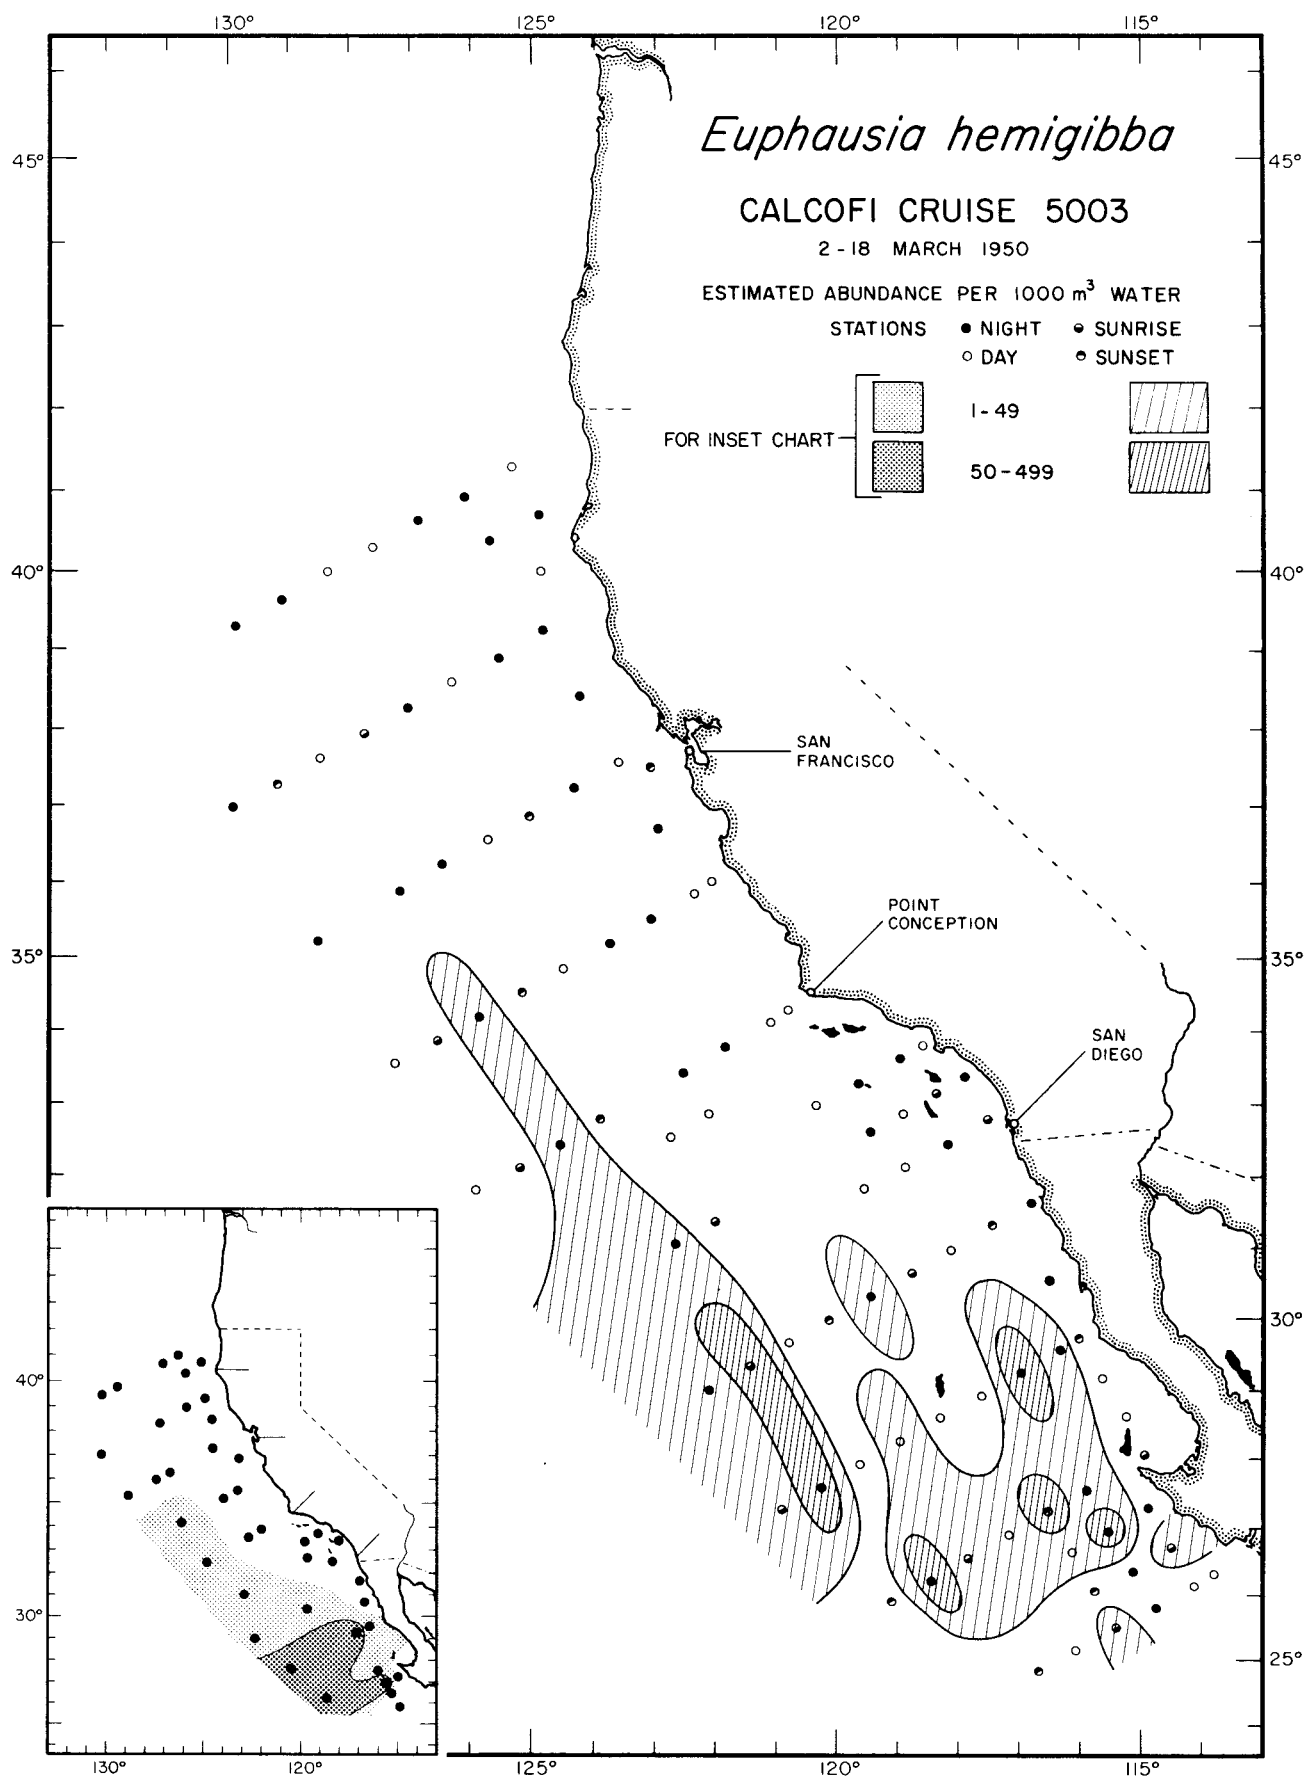 130° 125° 120° 115°
Euphausia hemigibba
45° 45°
CALCOFI CRUISE 5003
2-18 MARCH 1950
ESTIMATED ABUNDANCE PER 1000 m³ WATER
STATIONS ● NIGHT SUNRISE
○ DAY SUNSET
1-49
FOR INSET CHART
50-499
40° 40°
SAN
FRANCISCO
POINT
CONCEPTION
35° 35°
SAN
DIEGO
30°
40°
30°
25°
130° 120° 125° 120° 115°